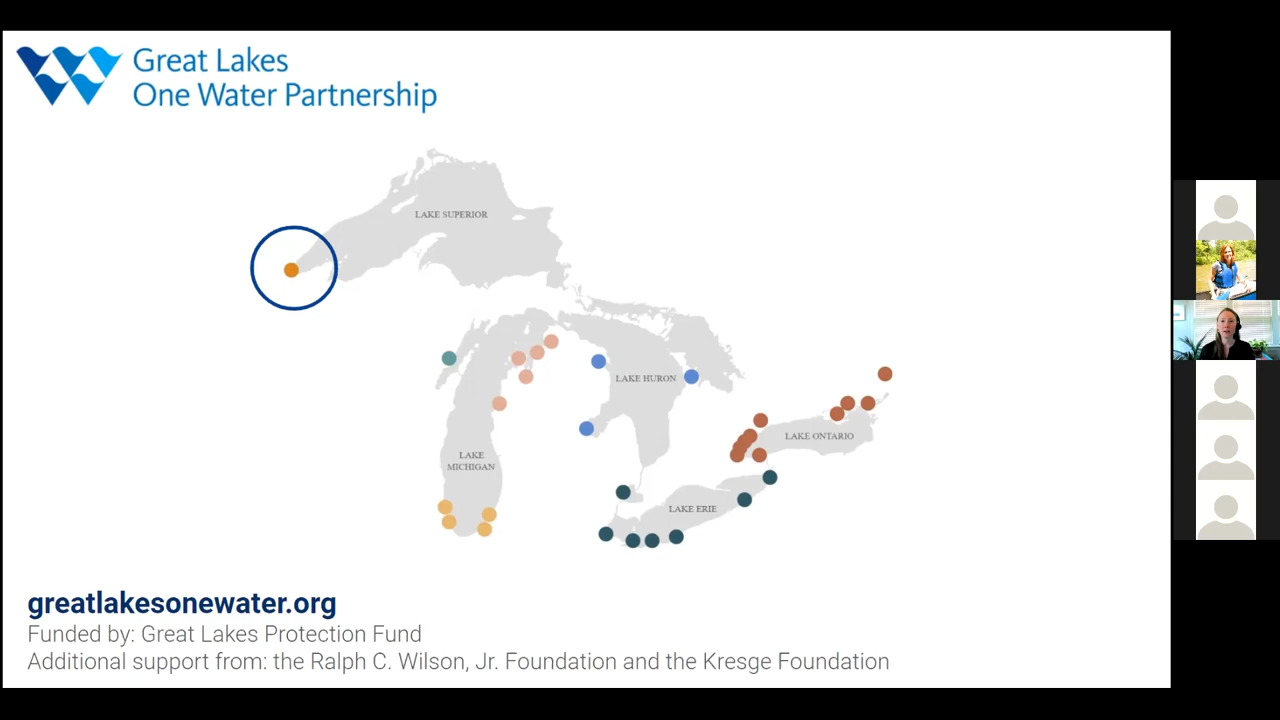 Great Lakes
One Water Partnership
LAKE SUPERIOR
LAKE HURON
LAKE ONTARIO
LAKE
MICHIGAN
LAKE ERIE
greatlakesonewater.org
Funded by: Great Lakes Protection Fund
Additional support from: the Ralph C. Wilson, Jr. Foundation and the Kresge Foundation